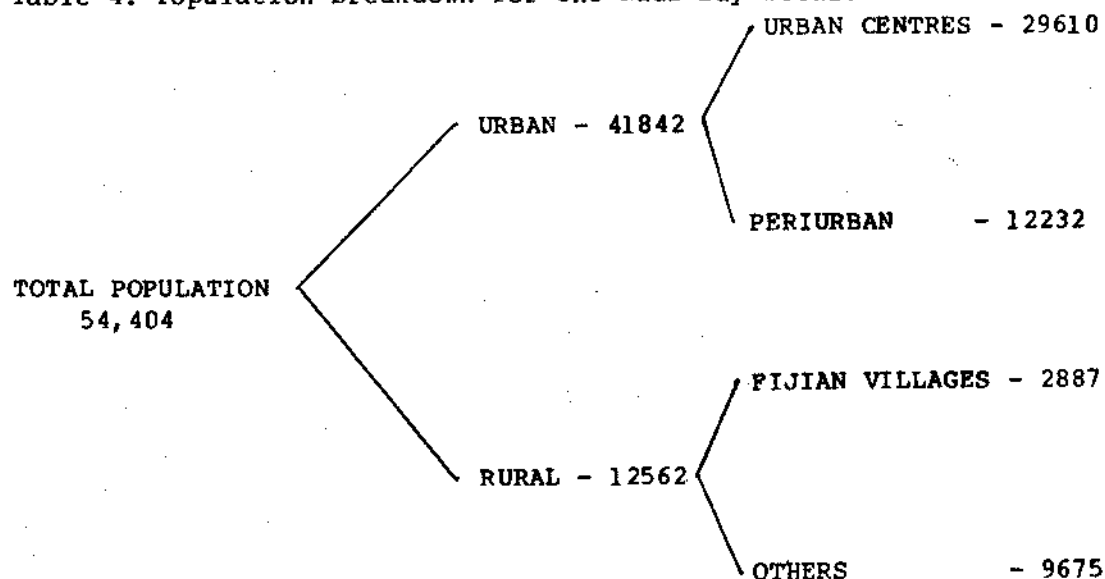 URBAN CENTRES - 29610
URBAN - 41842
PERIURBAN - 12232
TOTAL POPULATION
54,404
FIJIAN VILLAGES - 2887
RURAL - 12562
OTHERS - 9675